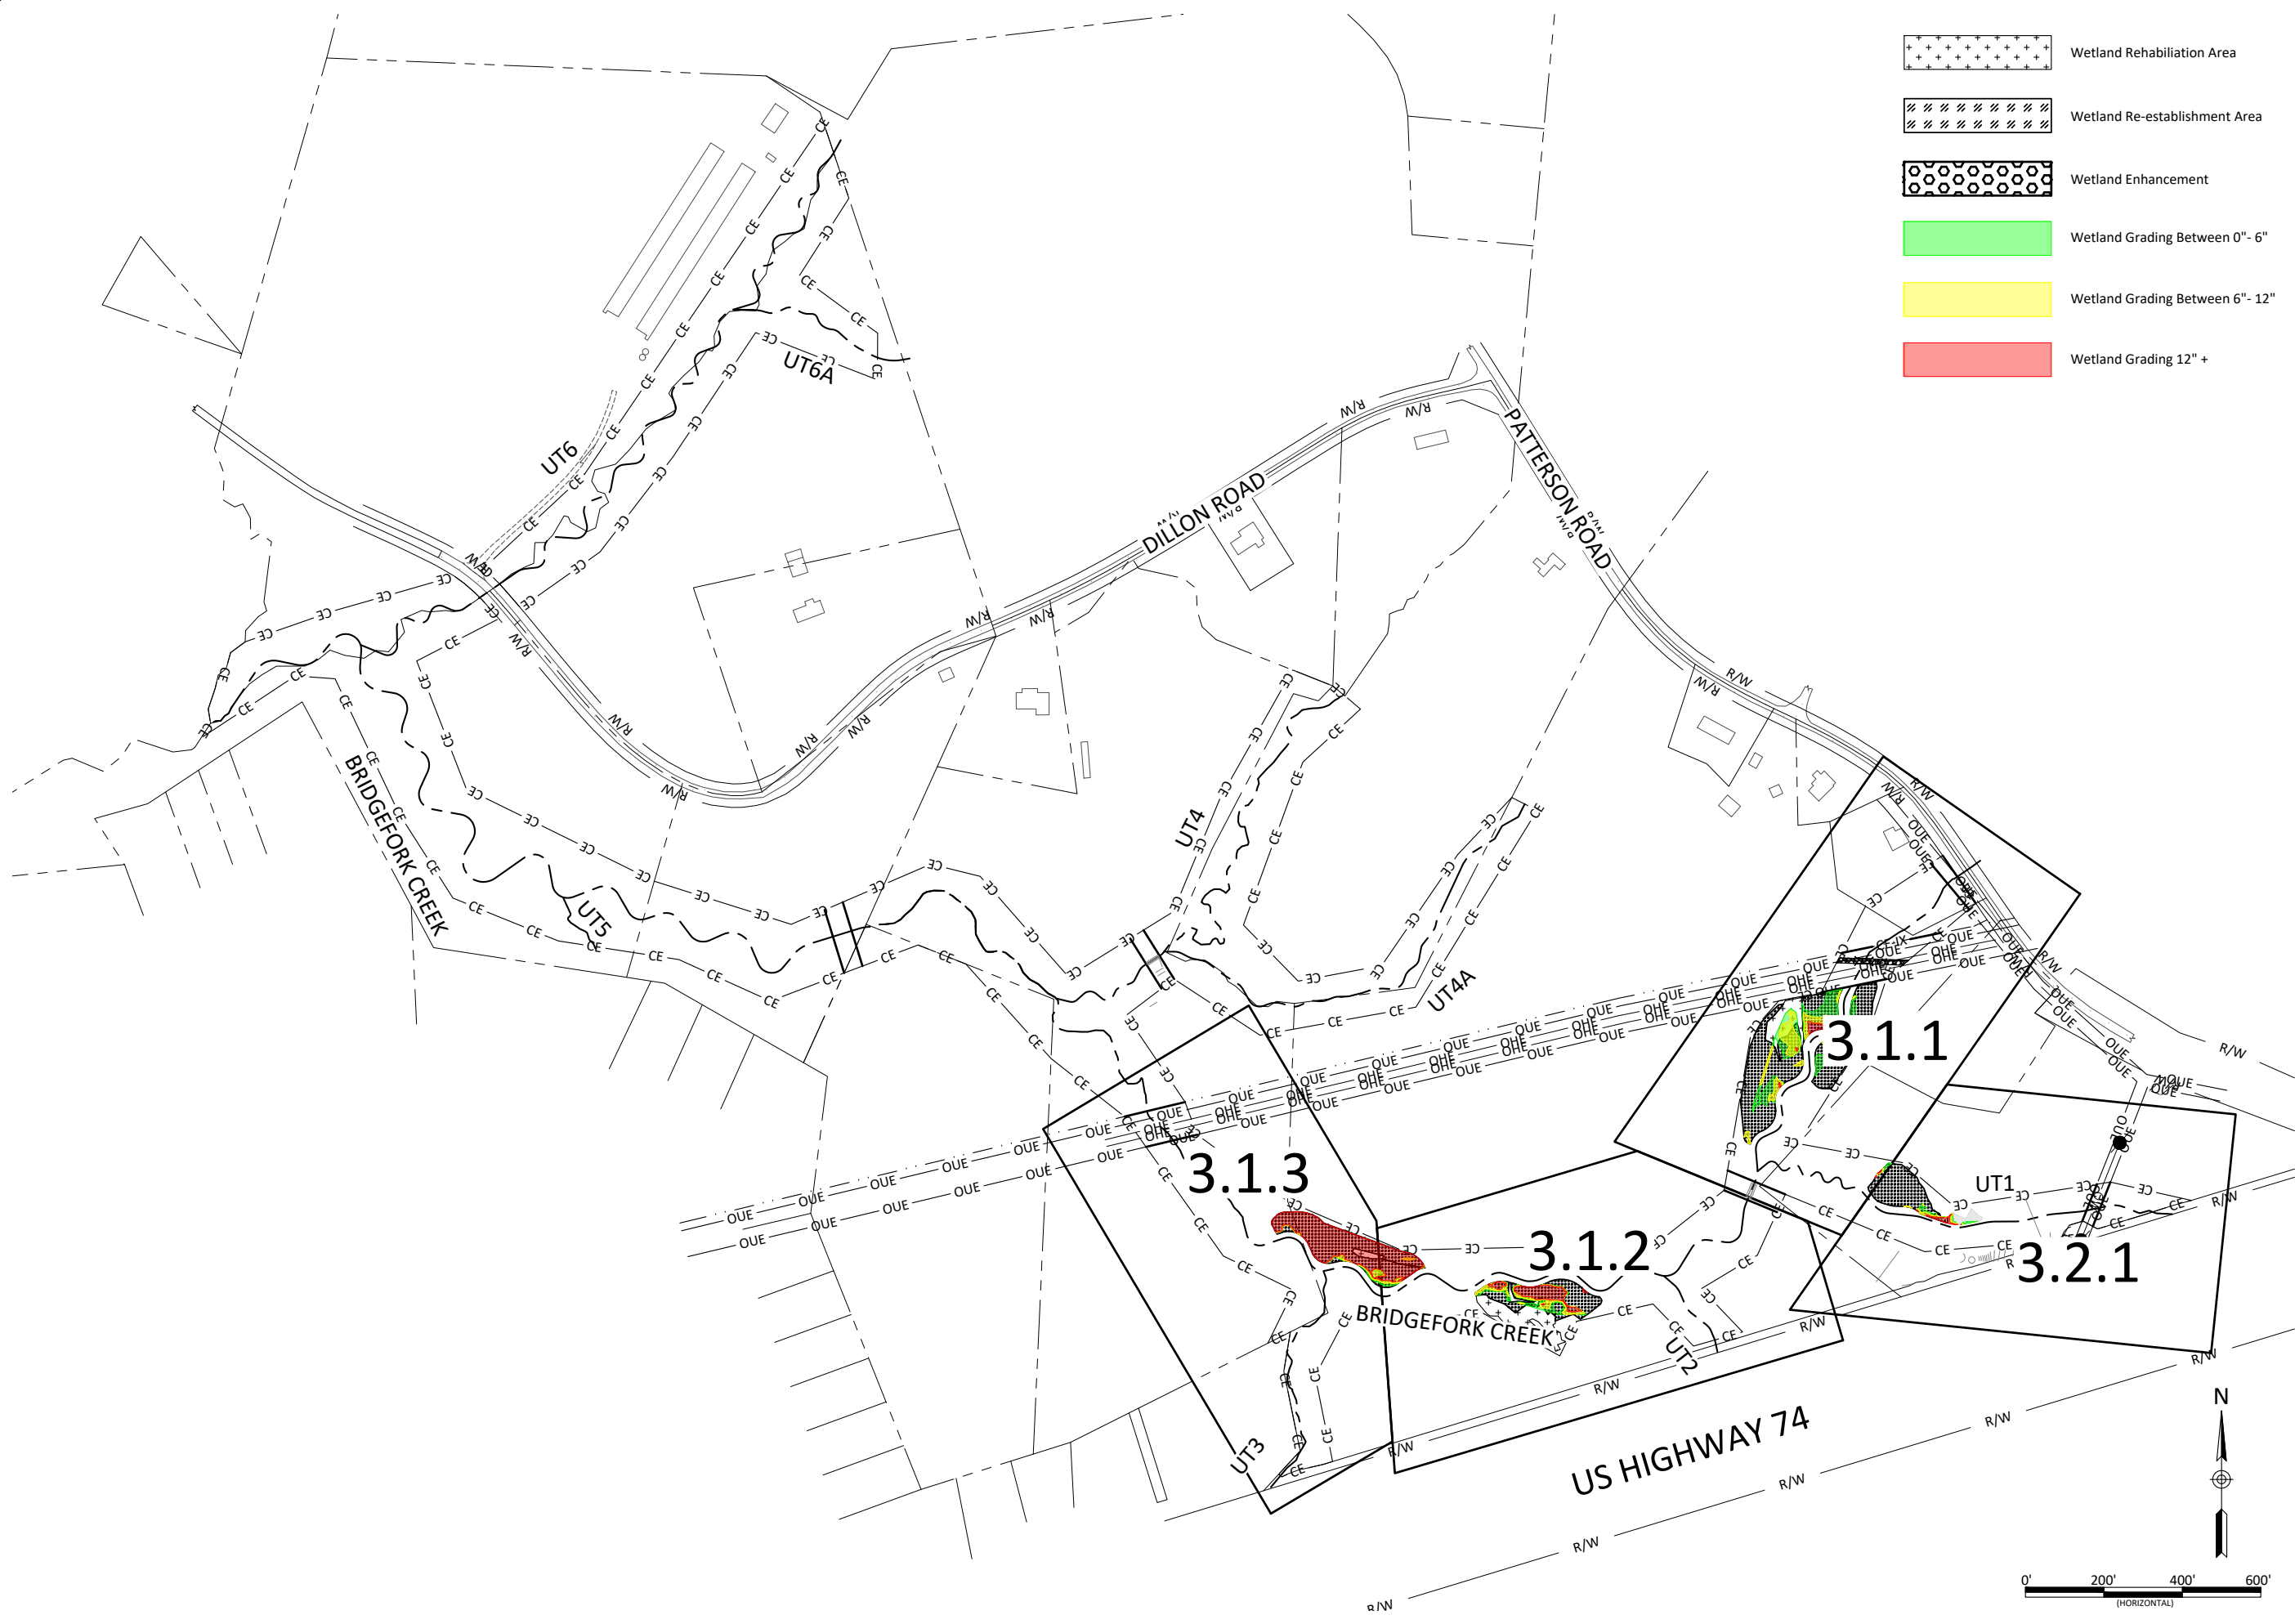 Wetland Rehabiliation Area
Wetland Re-establishment Area
Wetland Enhancement
Wetland Grading Between 0"- 6"
Wetland Grading Between 6"- 12"
Wetland Grading 12" +
UT6A
UT6
DILLON ROAD
PATTERSON ROAD
BRIDGEFORK CREEK
UT5
UT4
UT4A
3.1.1
3.1.3
UT1
3.1.2
3.2.1
BRIDGEFORK CREEK
UT2
UT3
US HIGHWAY 74
CE
R/W
OUE
OHE
N
0' 200' 400' 600'
(HORIZONTAL)